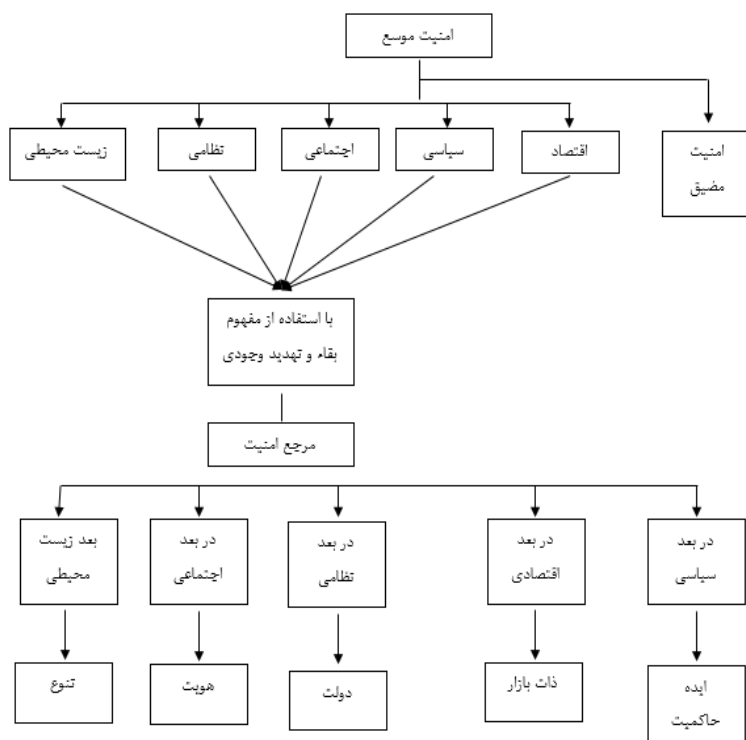 امنیت موسع
امنیت
مضیق
اقتصاد
سیاسی
اجتماعی
نظامی
زیست محیطی
با استفاده از مفهوم
بقاء و تهدید وجودی
مرجع امنیت
در بعد
سیاسی
در بعد
اقتصادی
در بعد
نظامی
در بعد
اجتماعی
بعد زیست
محیطی
ایده
حاکمیت
ذات بازار
دولت
هویت
تنوع